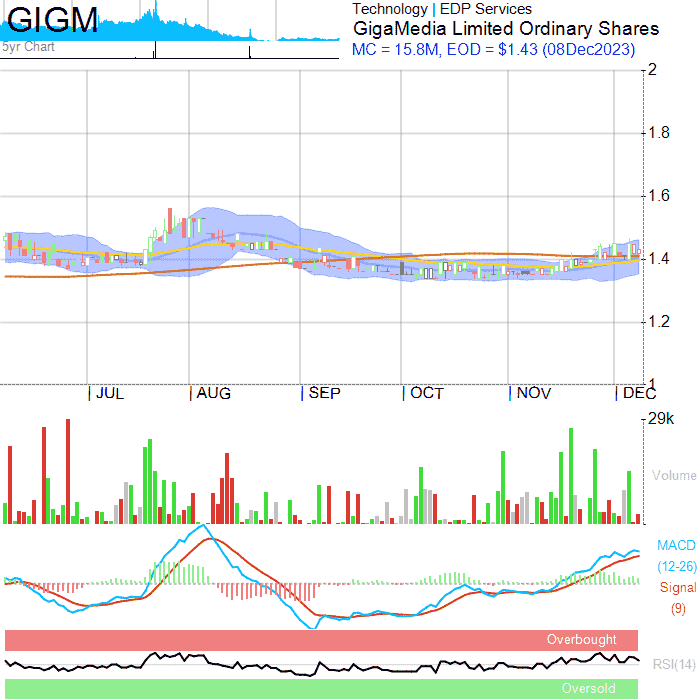 GIGM
5yr Chart
Technology | EDP Services
GigaMedia Limited Ordinary Shares
MC = 15.8M, EOD = $1.43 (08Dec2023)
2
1.8
1.6
1.4
1.2
1
| JUL | AUG | SEP | OCT | NOV | DEC
29k
Volume
MACD
(12-26)
Signal
(9)
Overbought
RSI(14)
Oversold